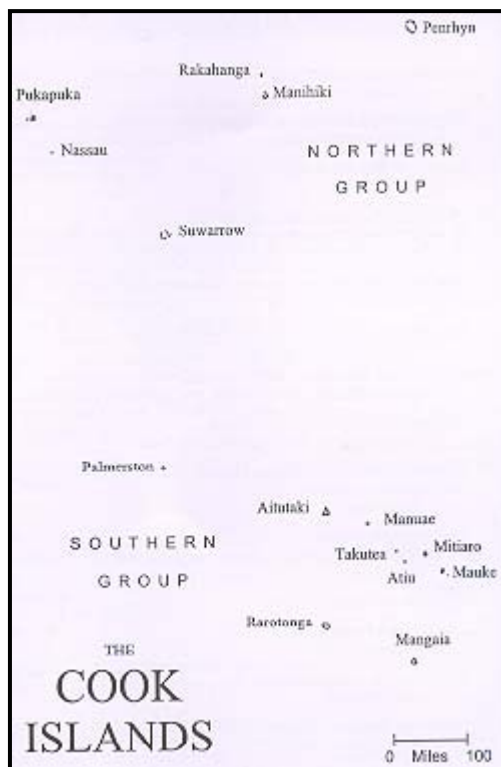 Penrhyn
Rakahanga
Manihiki
Pukapuka
Nassau
NORTHERN
GROUP
Suwarrow
Palmerston
Aitutaki
Manuae
SOUTHERN
GROUP
Takutea
Mitiaro
Atiu
Mauke
Rarotonga
Mangaia
THE
COOK
ISLANDS
0 Miles 100